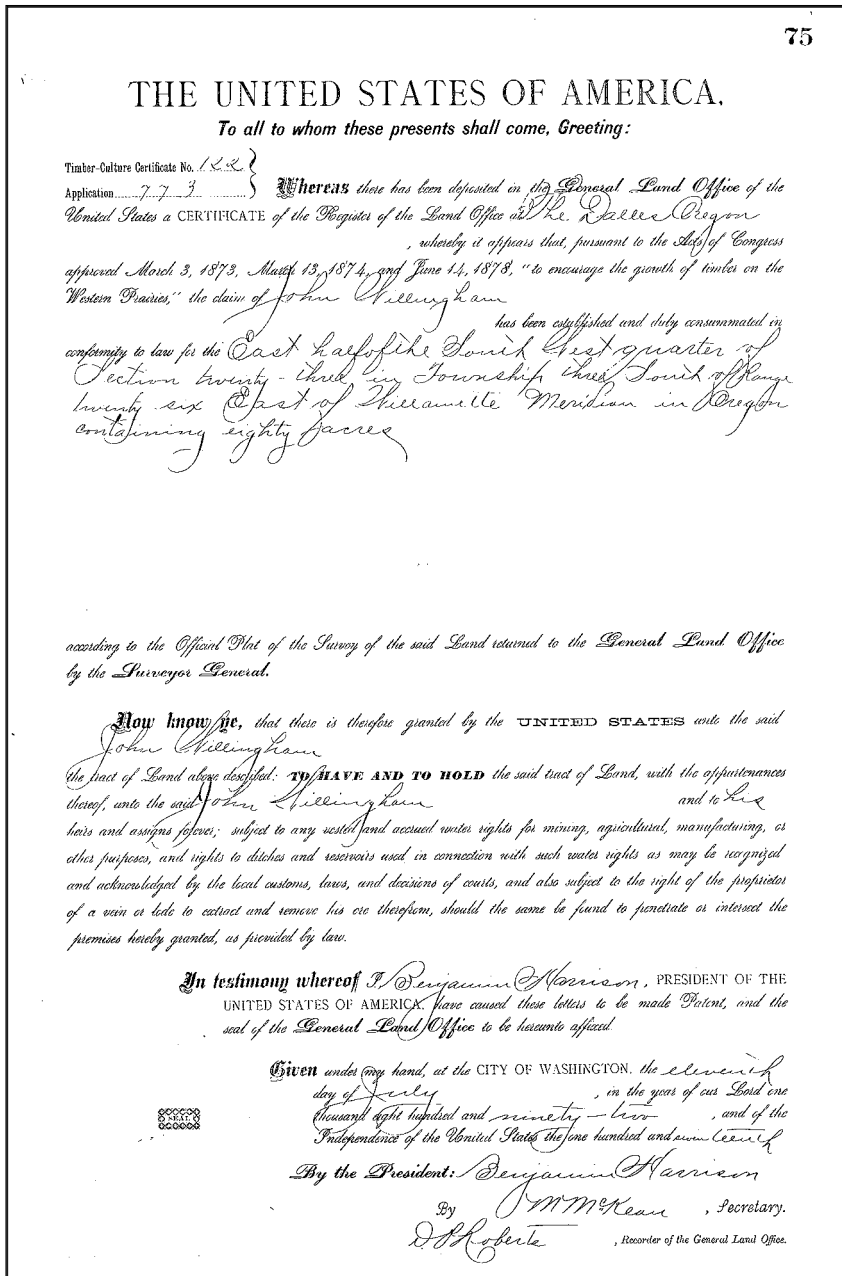 75
THE UNITED STATES OF AMERICA.
To all to whom these presents shall come, Greeting:
Timber-Culture Certificate No. 122
Application 773
Whereas there has been deposited in the General Land Office of the
United States a CERTIFICATE of the Register of the Land Office at The Dalles Oregon
, whereby it appears that, pursuant to the Acts of Congress
approved March 3, 1873, March 13, 1874, and June 14, 1878, "to encourage the growth of timber on the
Western Prairies," the claim of John Willingham
has been established and duly consummated in
conformity to law for the East half of the South West quarter of
Section twenty-three in Township three South of Range
twenty six East of Willamette Meridian in Oregon
containing eighty acres
according to the Official Plat of the Survey of the said Land returned to the General Land Office
by the Surveyor General.
Now know ye, that there is therefore granted by the UNITED STATES unto the said
John Willingham
the tract of Land above described: TO HAVE AND TO HOLD the said tract of Land, with the appurtenances
thereof, unto the said John Willingham and to his
heirs and assigns forever; subject to any vested and accrued water rights for mining, agricultural, manufacturing, or
other purposes, and rights to ditches and reservoirs used in connection with such water rights as may be recognized
and acknowledged by the local customs, laws, and decisions of courts, and also subject to the right of the proprietor
of a vein or lode to extract and remove his ore therefrom, should the same be found to penetrate or intersect the
premises hereby granted, as provided by law.
In testimony whereof I, Benjamin Harrison, PRESIDENT OF THE
UNITED STATES OF AMERICA, have caused these letters to be made Patent, and the
seal of the General Land Office to be hereunto affixed.
Given under my hand, at the CITY OF WASHINGTON, the eleventh
day of July , in the year of our Lord one
thousand eight hundred and ninety-two , and of the
Independence of the United States the one hundred and seventeenth
SEAL
By the President: Benjamin Harrison
By M McKean , Secretary.
D P Roberts , Recorder of the General Land Office.